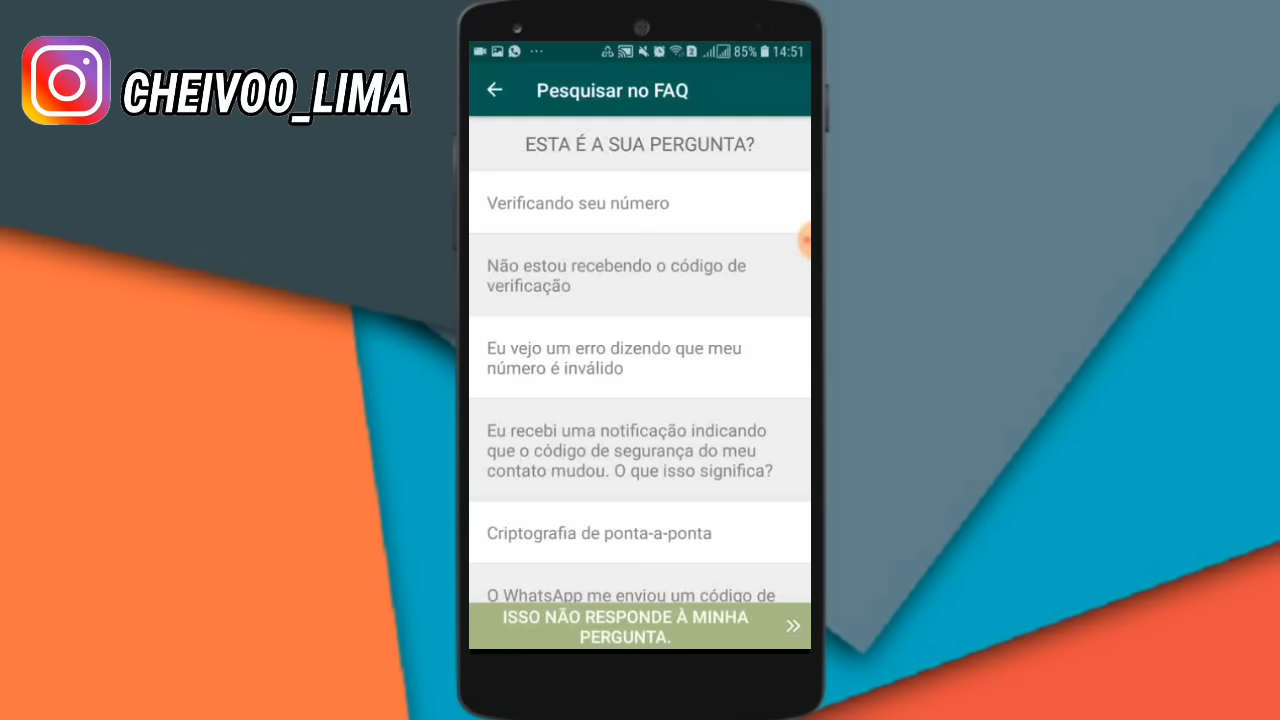 CHEIVOO_LIMA
85% 14:51
Pesquisar no FAQ
ESTA É A SUA PERGUNTA?
Verificando seu número
Não estou recebendo o código de
verificação
Eu vejo um erro dizendo que meu
número é inválido
Eu recebi uma notificação indicando
que o código de segurança do meu
contato mudou. O que isso significa?
Criptografia de ponta-a-ponta
O WhatsApp me enviou um código de
ISSO NÃO RESPONDE À MINHA
PERGUNTA.